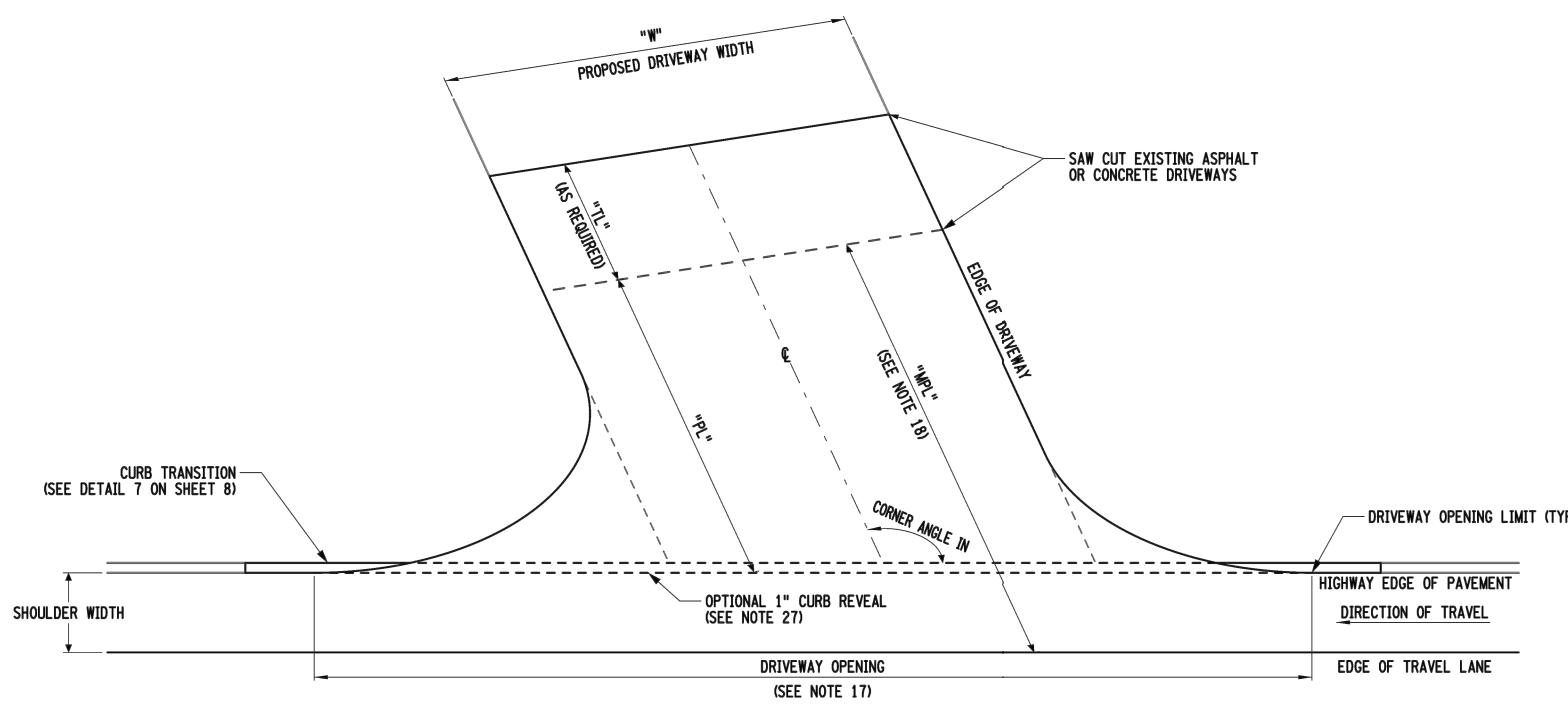 "W"
PROPOSED DRIVEWAY WIDTH
SAW CUT EXISTING ASPHALT
OR CONCRETE DRIVEWAYS
"TL"
(AS REQUIRED)
EDGE OF DRIVEWAY
℄
"MPL"
(SEE NOTE 18)
"PL"
CURB TRANSITION
(SEE DETAIL 7 ON SHEET 8)
CORNER ANGLE IN
DRIVEWAY OPENING LIMIT (TYP
HIGHWAY EDGE OF PAVEMENT
OPTIONAL 1" CURB REVEAL
(SEE NOTE 27)
SHOULDER WIDTH
DIRECTION OF TRAVEL
DRIVEWAY OPENING
(SEE NOTE 17)
EDGE OF TRAVEL LANE